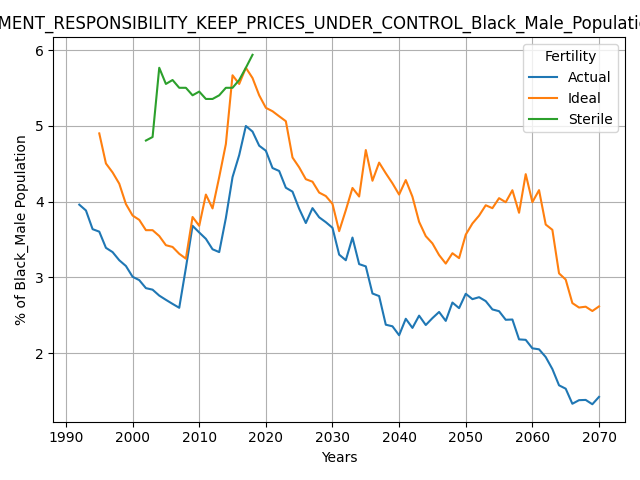 MENT_RESPONSIBILITY_KEEP_PRICES_UNDER_CONTROL_Black_Male_Populati
Fertility
Actual
Ideal
Sterile
% of Black_Male Population
6
5
4
3
2
1990 2000 2010 2020 2030 2040 2050 2060 2070
Years